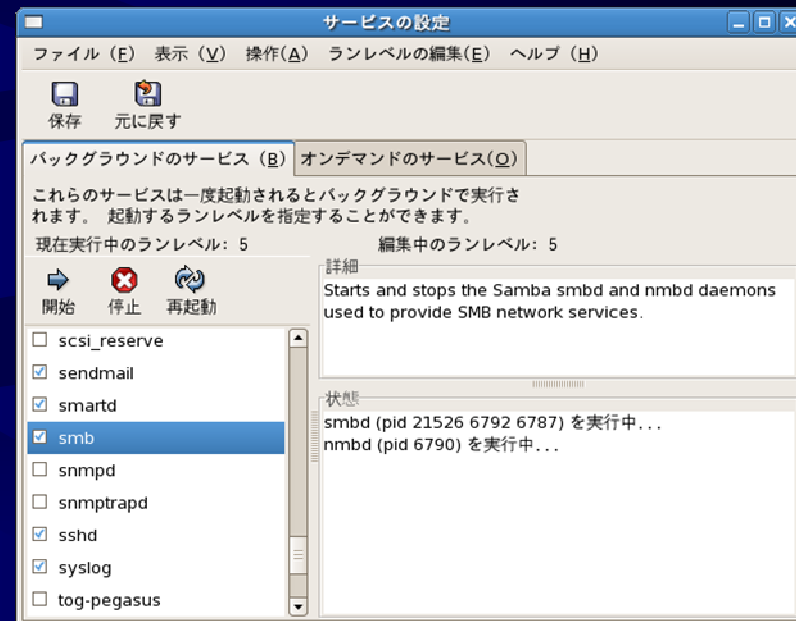 サービスの設定
ファイル (F) 表示 (V) 操作(A) ランレベルの編集(E) ヘルプ (H)
保存 元に戻す
バックグラウンドのサービス (B) オンデマンドのサービス(O)
これらのサービスは一度起動されるとバックグラウンドで実行さ
れます。 起動するランレベルを指定することができます。
現在実行中のランレベル: 5 編集中のランレベル: 5
開始 停止 再起動
scsi_reserve
sendmail
smartd
smb
snmpd
snmptrapd
sshd
syslog
tog-pegasus
詳細
Starts and stops the Samba smbd and nmbd daemons
used to provide SMB network services.
状態
smbd (pid 21526 6792 6787) を実行中...
nmbd (pid 6790) を実行中...